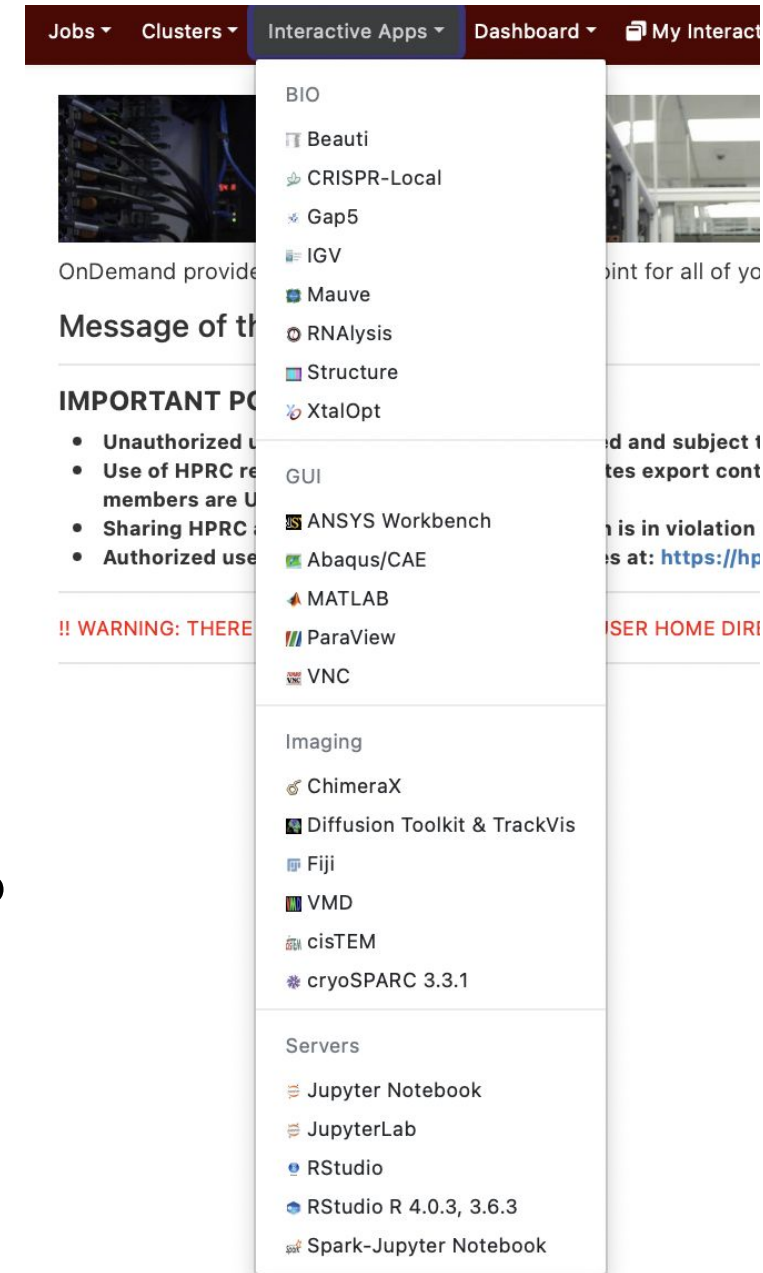 Jobs Clusters Interactive Apps Dashboard My Interact
BIO
Beauti
CRISPR-Local
Gap5
IGV
Mauve
RNAlysis
Structure
XtalOpt
GUI
ANSYS Workbench
Abaqus/CAE
MATLAB
ParaView
VNC
Imaging
ChimeraX
Diffusion Toolkit & TrackVis
Fiji
VMD
cisTEM
cryoSPARC 3.3.1
Servers
Jupyter Notebook
JupyterLab
RStudio
RStudio R 4.0.3, 3.6.3
Spark-Jupyter Notebook
OnDemand provide oint for all of yo
Message of th
IMPORTANT PO
Unauthorized u ed and subject t
Use of HPRC re tes export cont
members are U
Sharing HPRC a n is in violation
Authorized use es at: https://hp
!! WARNING: THERE USER HOME DIRE